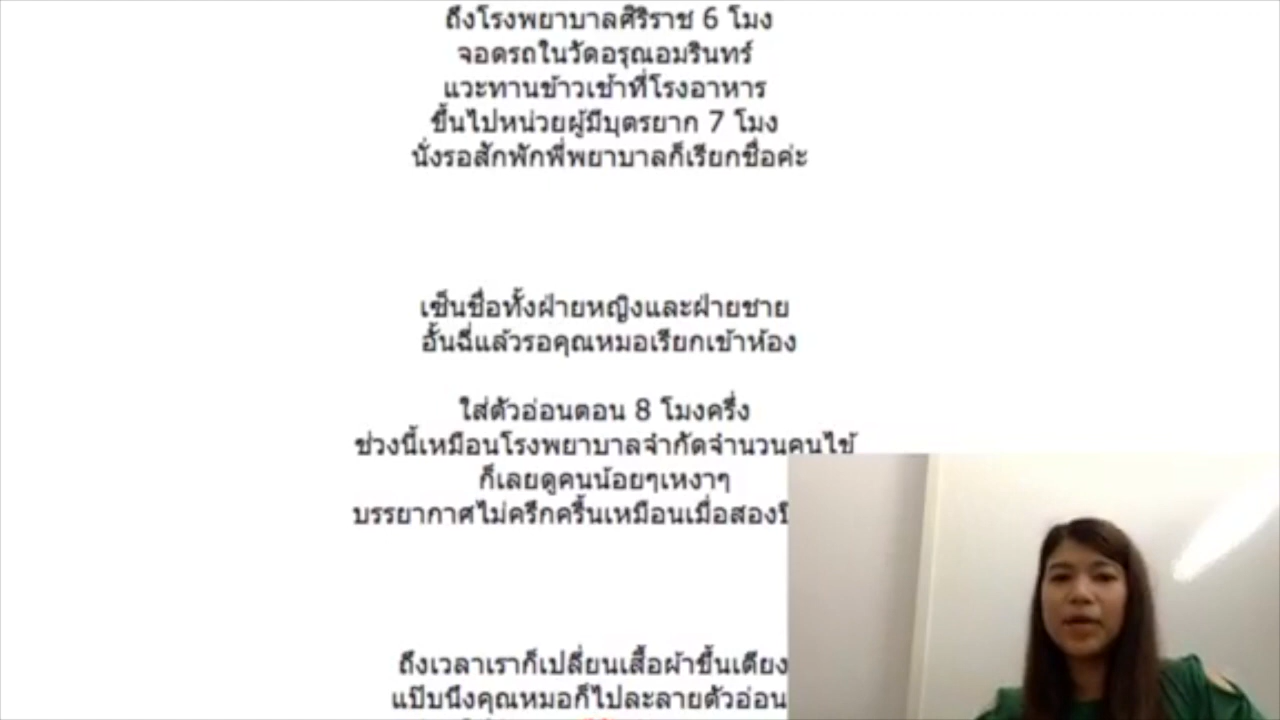 ถึงโรงพยาบาลศิริราช 6 โมง
จอดรถในวัดอรุณอมรินทร์
แวะทานข้าวเช้าที่โรงอาหาร
ขึ้นไปหน่วยผู้มีบุตรยาก 7 โมง
นั่งรอสักพักพี่พยาบาลก็เรียกชื่อค่ะ
เซ็นชื่อทั้งฝ่ายหญิงและฝ่ายชาย
อั้นฉี่แล้วรอคุณหมอเรียกเข้าห้อง
ใส่ตัวอ่อนตอน 8 โมงครึ่ง
ช่วงนี้เหมือนโรงพยาบาลจำกัดจำนวนคนไข้
ก็เลยดูคนน้อยๆเหงาๆ
บรรยากาศไม่ครึกครื้นเหมือนเมื่อสอง
ถึงเวลาเราก็เปลี่ยนเสื้อผ้าขึ้นเตียง
แป๊บนึงคุณหมอก็ไปละลายตัวอ่อน